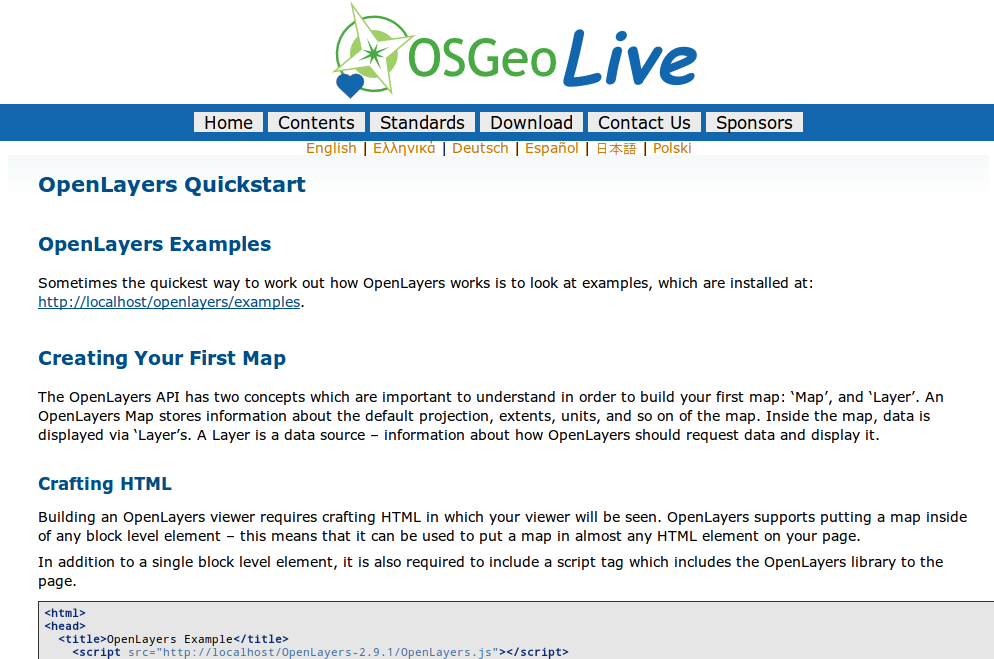 OSGeo Live
Home Contents Standards Download Contact Us Sponsors
English | Ελληνικά | Deutsch | Español | 日本語 | Polski
OpenLayers Quickstart
OpenLayers Examples
Sometimes the quickest way to work out how OpenLayers works is to look at examples, which are installed at:
http://localhost/openlayers/examples.
Creating Your First Map
The OpenLayers API has two concepts which are important to understand in order to build your first map: ‘Map’, and ‘Layer’. An
OpenLayers Map stores information about the default projection, extents, units, and so on of the map. Inside the map, data is
displayed via ‘Layer’s. A Layer is a data source – information about how OpenLayers should request data and display it.
Crafting HTML
Building an OpenLayers viewer requires crafting HTML in which your viewer will be seen. OpenLayers supports putting a map inside
of any block level element – this means that it can be used to put a map in almost any HTML element on your page.
In addition to a single block level element, it is also required to include a script tag which includes the OpenLayers library to the
page.
<html>
<head>
<title>OpenLayers Example</title>
<script src="http://localhost/OpenLayers-2.9.1/OpenLayers.js"></script>